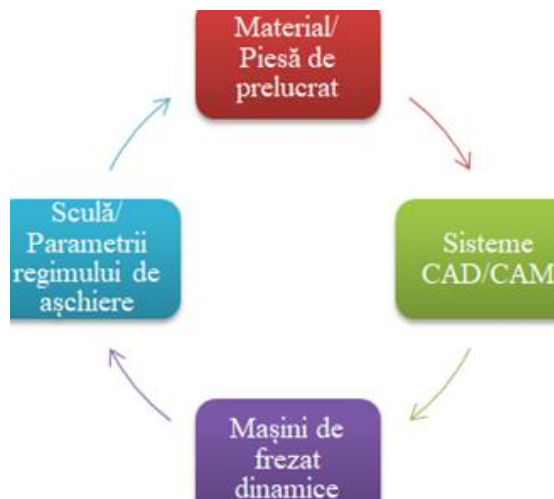 Material/
Piesă de
prelucrat
Sculă/
Parametrii
regimului de
așchiere
Sisteme
CAD/CAM
Mașini de
frezat
dinamice